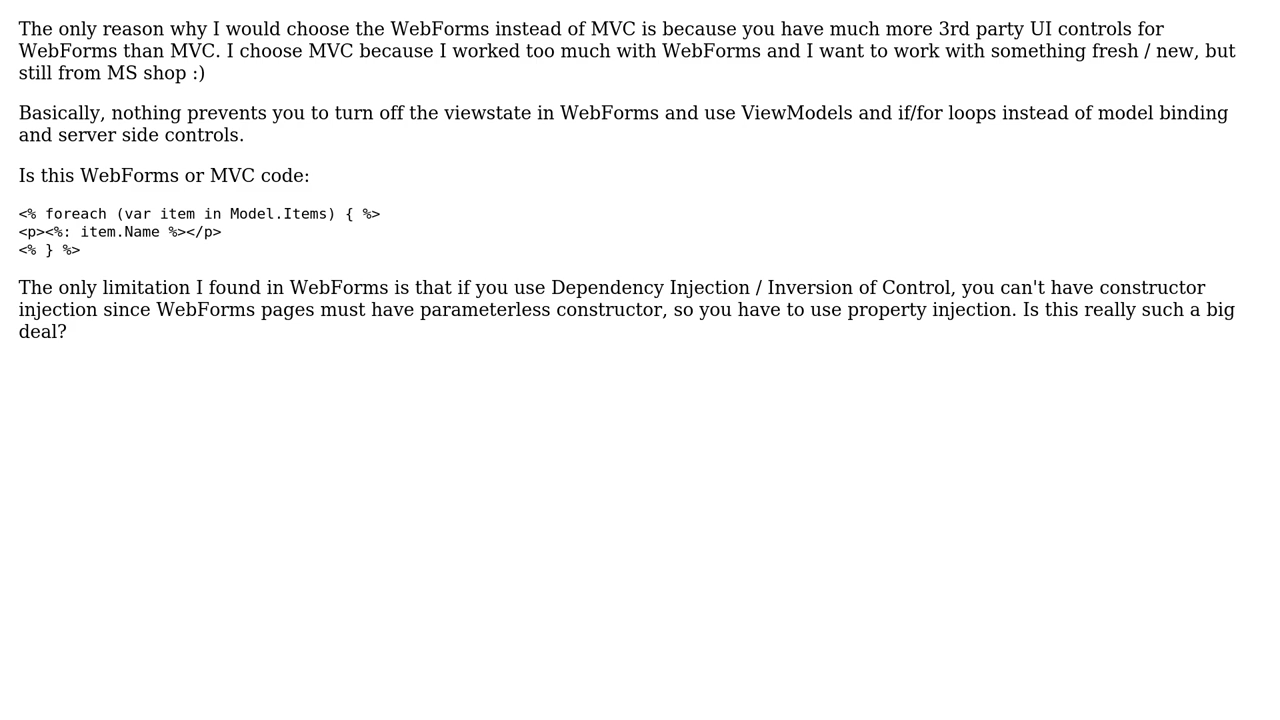 The only reason why I would choose the WebForms instead of MVC is because you have much more 3rd party UI controls for
WebForms than MVC. I choose MVC because I worked too much with WebForms and I want to work with something fresh / new, but
still from MS shop :)
Basically, nothing prevents you to turn off the viewstate in WebForms and use ViewModels and if/for loops instead of model binding
and server side controls.
Is this WebForms or MVC code:
<% foreach (var item in Model.Items) { %>
<p><%: item.Name %></p>
<% } %>
The only limitation I found in WebForms is that if you use Dependency Injection / Inversion of Control, you can't have constructor
injection since WebForms pages must have parameterless constructor, so you have to use property injection. Is this really such a big
deal?